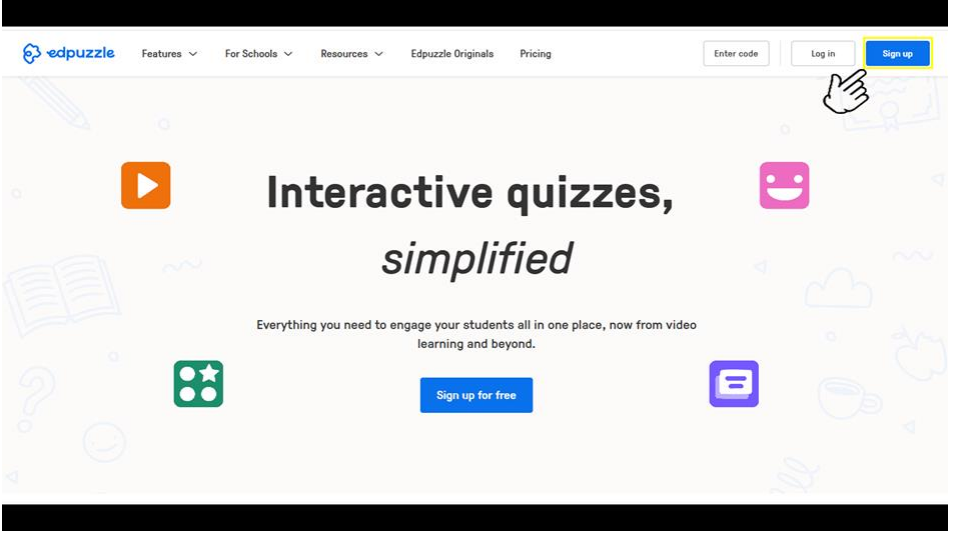 edpuzzle Features For Schools Resources Edpuzzle Originals Pricing Enter code Log in Sign up
Interactive quizzes,
simplified
Everything you need to engage your students all in one place, now from video
learning and beyond.
Sign up for free